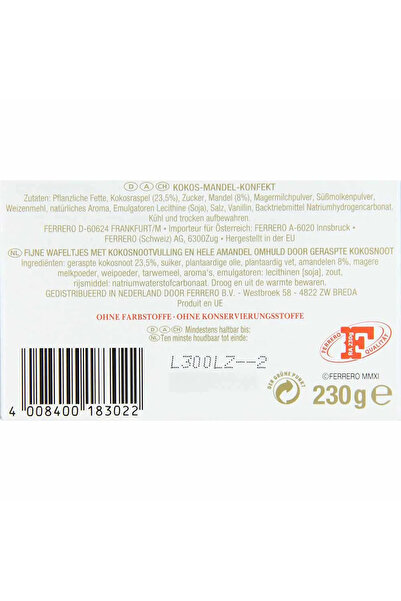 D A CH KOKOS-MANDEL-KONFEKT
Zutaten: Pflanzliche Fette, Kokosraspel (23,5%), Zucker, Mandel (8%), Magermilchpulver, Süßmolkenpulver,
Weizenmehl, natürliches Aroma, Emulgatoren Lecithine (Soja), Salz, Vanillin, Backtriebmittel Natriumhydrogencarbonat.
Kühl und trocken aufbewahren.
FERRERO D-60624 FRANKFURT/M • Importeur für Österreich: FERRERO A-6020 Innsbruck •
FERRERO (Schweiz) AG, 6300Zug • Hergestellt in der EU
NL FIJNE WAFELTJES MET KOKOSNOOTVULLING EN HELE AMANDEL OMHULD DOOR GERASPTE KOKOSNOOT
Ingrediënten: geraspte kokosnoot 23,5%, suiker, plantaardige olie, plantaardig vet, amandelen 8%, magere
melkpoeder, weipoeder, tarwemeel, aroma's, emulgatoren: lecithinen [soja], zout,
rijsmiddel: natriumwaterstofcarbonaat. Droog en uit de warmte bewaren.
GEDISTRIBUEERD IN NEDERLAND DOOR FERRERO B.V. - Westbroek 58 - 4822 ZW BREDA
Produkt en UE
OHNE FARBSTOFFE • OHNE KONSERVIERUNGSSTOFFE
D A CH Mindestens haltbar bis:
NL Ten minste houdbaar tot einde:
L300LZ--2
FERRERO
F
QUALITÄT
©FERRERO MMXI
DER GRÜNE PUNKT
230g e
4 008400 183022